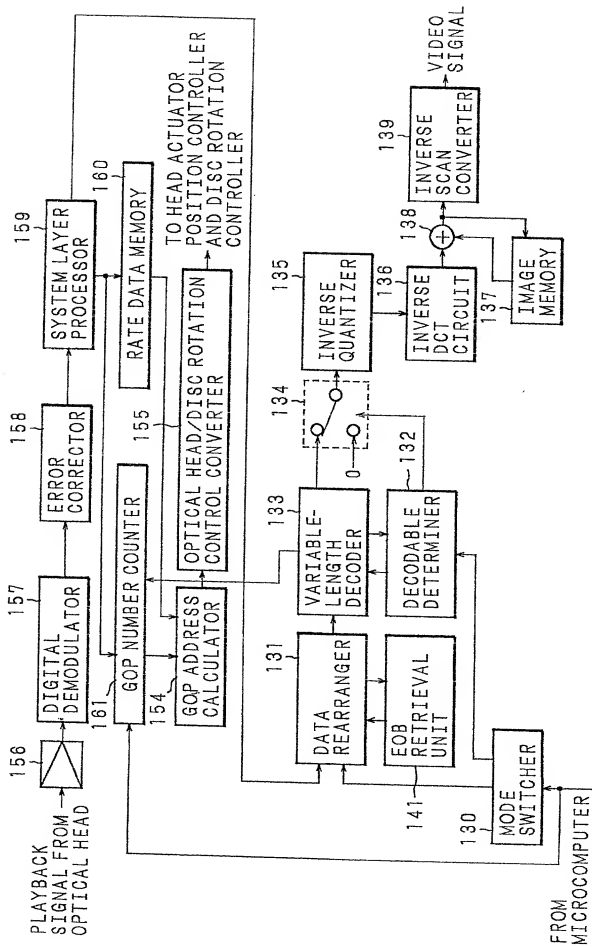 PLAYBACK
SIGNAL FROM
OPTICAL HEAD
156
157
DIGITAL
DEMODULATOR
158
ERROR
CORRECTOR
159
SYSTEM LAYER
PROCESSOR
161
GOP NUMBER COUNTER
160
RATE DATA MEMORY
154
GOP ADDRESS
CALCULATOR
155
OPTICAL HEAD/DISC ROTATION
CONTROL CONVERTER
TO HEAD ACTUATOR
POSITION CONTROLLER
AND DISC ROTATION
CONTROLLER
131
DATA
REARRANGER
133
VARIABLE-
LENGTH
DECODER
134
0
135
INVERSE
QUANTIZER
141
EOB
RETRIEVAL
UNIT
132
DECODABLE
DETERMINER
136
INVERSE
DCT
CIRCUIT
138
+
139
INVERSE
SCAN
CONVERTER
VIDEO
SIGNAL
137
IMAGE
MEMORY
130
MODE
SWITCHER
FROM
MICROCOMPUTER